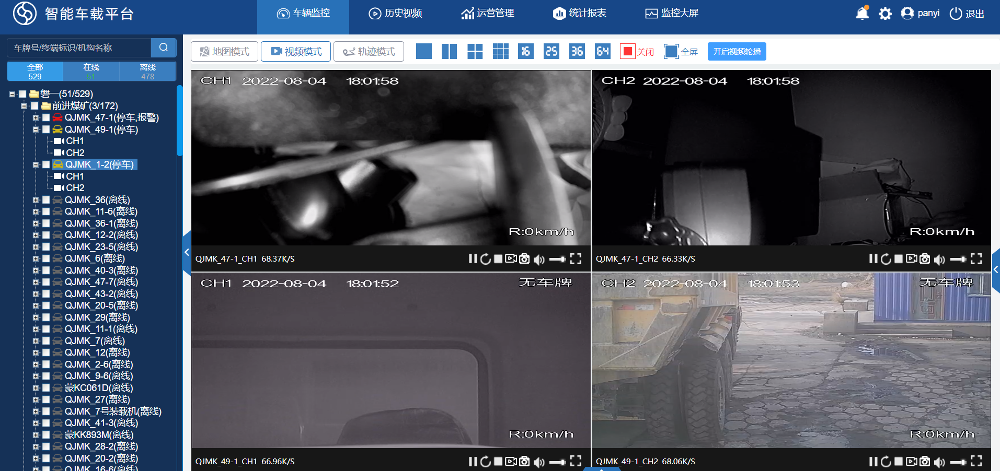 智能车载平台
车辆监控
历史视频
运营管理
统计报表
监控大屏
panyi
退出
车牌号/终端标识/机构名称
地图模式
视频模式
轨迹模式
16
25
36
64
关闭
全屏
开启视频轮播
全部 在线 离线
529 51 478
磐一(51/529)
前进煤矿(3/172)
QJMK_47-1(停车,报警)
QJMK_49-1(停车)
CH1
CH2
QJMK_1-2(停车)
CH1
CH2
QJMK_36(离线)
QJMK_11-6(离线)
QJMK_36-1(离线)
QJMK_12-2(离线)
QJMK_23-5(离线)
QJMK_6(离线)
QJMK_40-3(离线)
QJMK_47-7(离线)
QJMK_43-2(离线)
QJMK_20-5(离线)
QJMK_29(离线)
QJMK_11-1(离线)
QJMK_7(离线)
QJMK_12(离线)
QJMK_2-6(离线)
QJMK_9-6(离线)
蒙KC061D(离线)
QJMK_27(离线)
QJMK_7号装载机(离线)
QJMK_41-3(离线)
蒙KK893M(离线)
QJMK_28-2(离线)
QJMK_20-2(离线)
QJMK_16-6(离线)
CH1 2022-08-04 18:01:58
R:0km/h
QJMK_47-1_CH1 68.37K/S
CH2 2022-08-04 18:01:58
R:0km/h
QJMK_47-1_CH2 66.33K/S
CH1 2022-08-04 18:01:52 无车牌
R:0km/h
QJMK_49-1_CH1 66.96K/S
CH2 2022-08-04 18:01:53 无车牌
R:0km/h
QJMK_49-1_CH2 68.06K/S